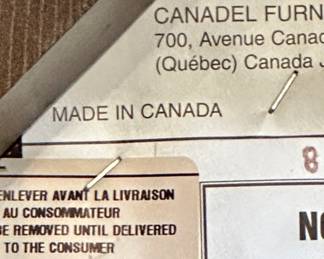 CANADEL FURN
700, Avenue Canad
(Québec) Canada J
MADE IN CANADA
8
ENLEVER AVANT LA LIVRAISON
AU CONSOMMATEUR
BE REMOVED UNTIL DELIVERED
TO THE CONSUMER